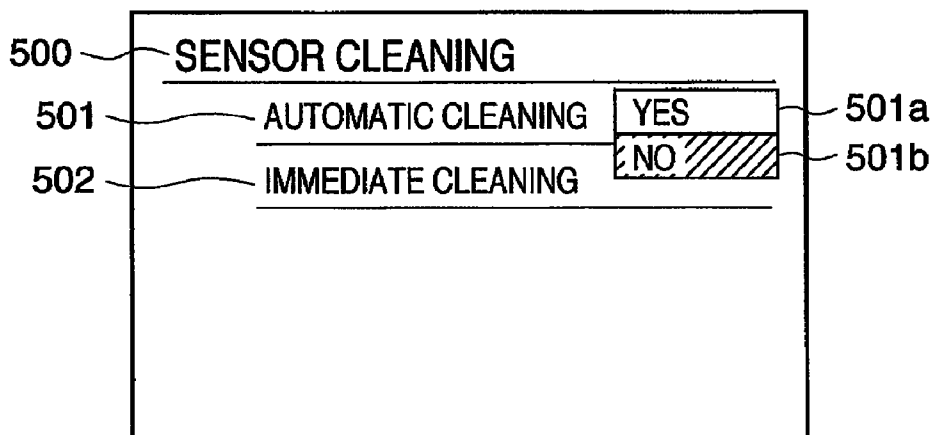 500 SENSOR CLEANING
501 AUTOMATIC CLEANING YES 501a
NO 501b
502 IMMEDIATE CLEANING